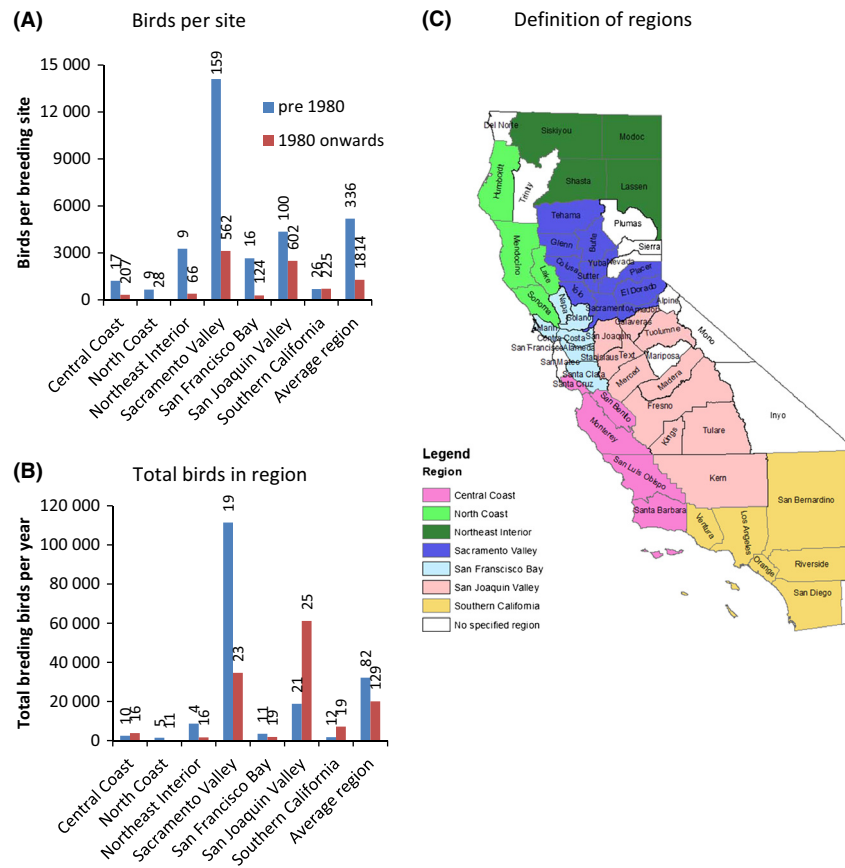 (A) Birds per site
15 000
12 000
9000
6000
3000
0
Birds per breeding site
pre 1980
1980 onwards
17
207
9
28
9
66
159
562
16
124
100
602
26
225
336
1814
Central Coast
North Coast
Northeast Interior
Sacramento Valley
San Francisco Bay
San Joaquin Valley
Southern California
Average region
(B) Total birds in region
120 000
100 000
80 000
60 000
40 000
20 000
0
Total breding birds per year
10
16
5
11
4
16
19
23
11
19
21
25
12
19
82
129
Central Coast
North Coast
Northeast Interior
Sacramento Valley
San Francisco Bay
San Joaquin Valley
Southern California
Average region
(C) Definition of regions
Del Norte
Siskiyou
Modoc
Humboldt
Trinity
Shasta
Lassen
Tehama
Plumas
Mendocino
Glenn
Butte
Sierra
Lake
Colusa
Yuba
Nevada
Sutter
Placer
Yolo
El Dorado
Sonoma
Napa
Sacramento
Amador
Alpine
Solano
Marin
Calaveras
Tuolumne
Mono
Contra Costa
San Joaquin
San Francisco
Alameda
Stanislaus
Text
Mariposa
San Mateo
Santa Clara
Merced
Madera
Santa Cruz
San Benito
Fresno
Inyo
Monterey
Kings
Tulare
San Luis Obispo
Kern
San Bernardino
Santa Barbara
Ventura
Los Angeles
Orange
Riverside
San Diego
Legend
Region
Central Coast
North Coast
Northeast Interior
Sacramento Valley
San Franscisco Bay
San Joaquin Valley
Southern California
No specified region